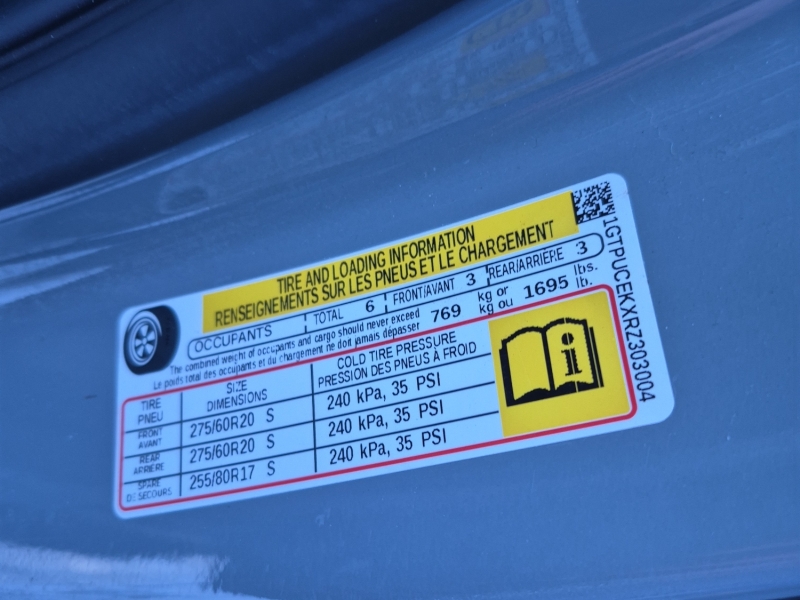 TIRE AND LOADING INFORMATION
RENSEIGNEMENTS SUR LES PNEUS ET LE CHARGEMENT
OCCUPANTS TOTAL 6 FRONT/AVANT 3 REAR/ARRIÈRE 3
The combined weight of occupants and cargo should never exceed 769 kg or 1695 lbs.
Le poids total des occupants et du chargement ne doit jamais dépasser kg ou lb.
TIRE SIZE COLD TIRE PRESSURE
PNEU DIMENSIONS PRESSION DES PNEUS À FROID
FRONT
AVANT 275/60R20 S 240 kPa, 35 PSI
REAR
ARRIÈRE 275/60R20 S 240 kPa, 35 PSI
SPARE
DE SECOURS 255/80R17 S 240 kPa, 35 PSI
i
1GTPUCEKXRZ303004